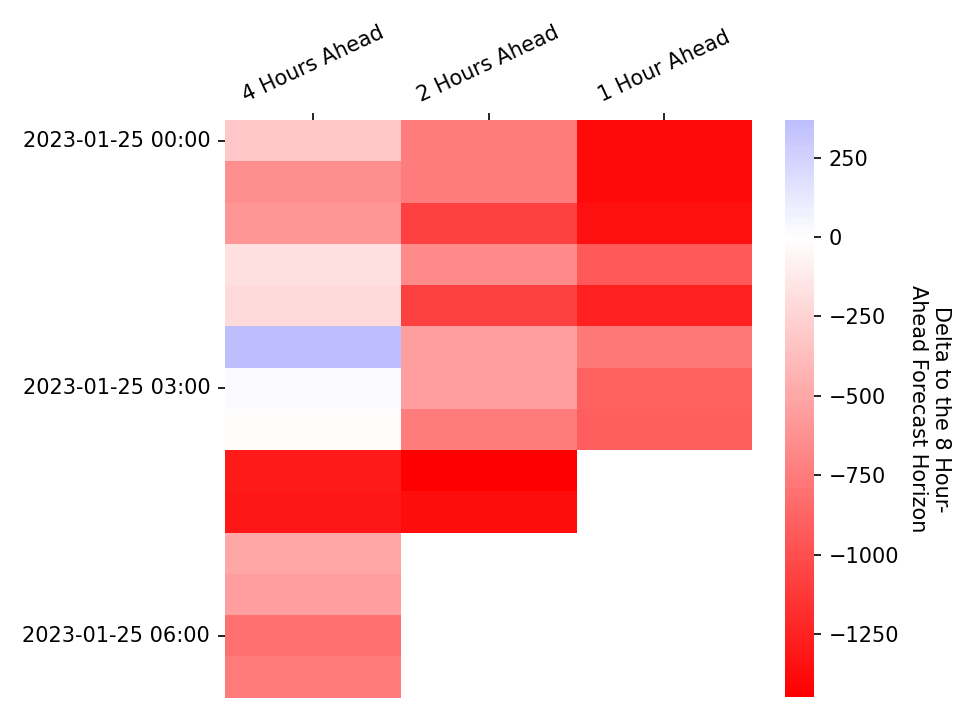 4 Hours Ahead
2 Hours Ahead
1 Hour Ahead
2023-01-25 00:00
2023-01-25 03:00
2023-01-25 06:00
250
0
−250
−500
−750
−1000
−1250
Delta to the 8 Hour-
Ahead Forecast Horizon